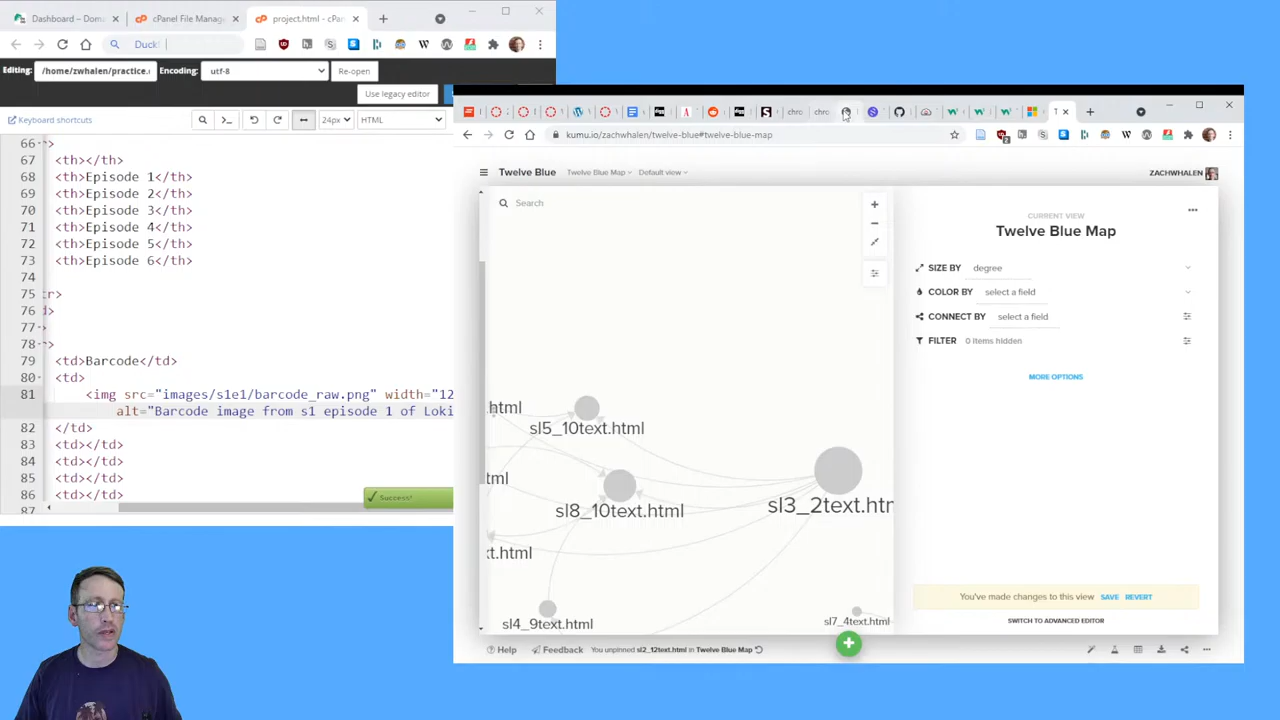 Dashboard – Dom
cPanel File Manag
project.html - cPa
Duck!
Editing: /home/zwhalen/practice. Encoding: utf-8 Re-open
Use legacy editor
Keyboard shortcuts 24px HTML
66 >
67 <th></th>
68 <th>Episode 1</th>
69 <th>Episode 2</th>
70 <th>Episode 3</th>
71 <th>Episode 4</th>
72 <th>Episode 5</th>
73 <th>Episode 6</th>
74
75 :r>
76 d>
77 >
78 >
79 <td>Barcode</td>
80 <td>
81 <img src="images/s1e1/barcode_raw.png" width="12
alt="Barcode image from s1 episode 1 of Loki
82 </td>
83 <td></td>
84 <td></td>
85 <td></td>
86 <td></td>
87
Success!
chro chro T
kumu.io/zachwhalen/twelve-blue#twelve-blue-map
Twelve Blue Twelve Blue Map Default view ZACHWHALEN
Search
.html
sl5_10text.html
ml
sl8_10text.html
sl3_2text.htm
xt.html
sl4_9text.html
sl7_4text.html
CURRENT VIEW
Twelve Blue Map
SIZE BY degree
COLOR BY select a field
CONNECT BY select a field
FILTER 0 items hidden
MORE OPTIONS
You've made changes to this view SAVE REVERT
SWITCH TO ADVANCED EDITOR
Help Feedback You unpinned sl2_12text.html in Twelve Blue Map